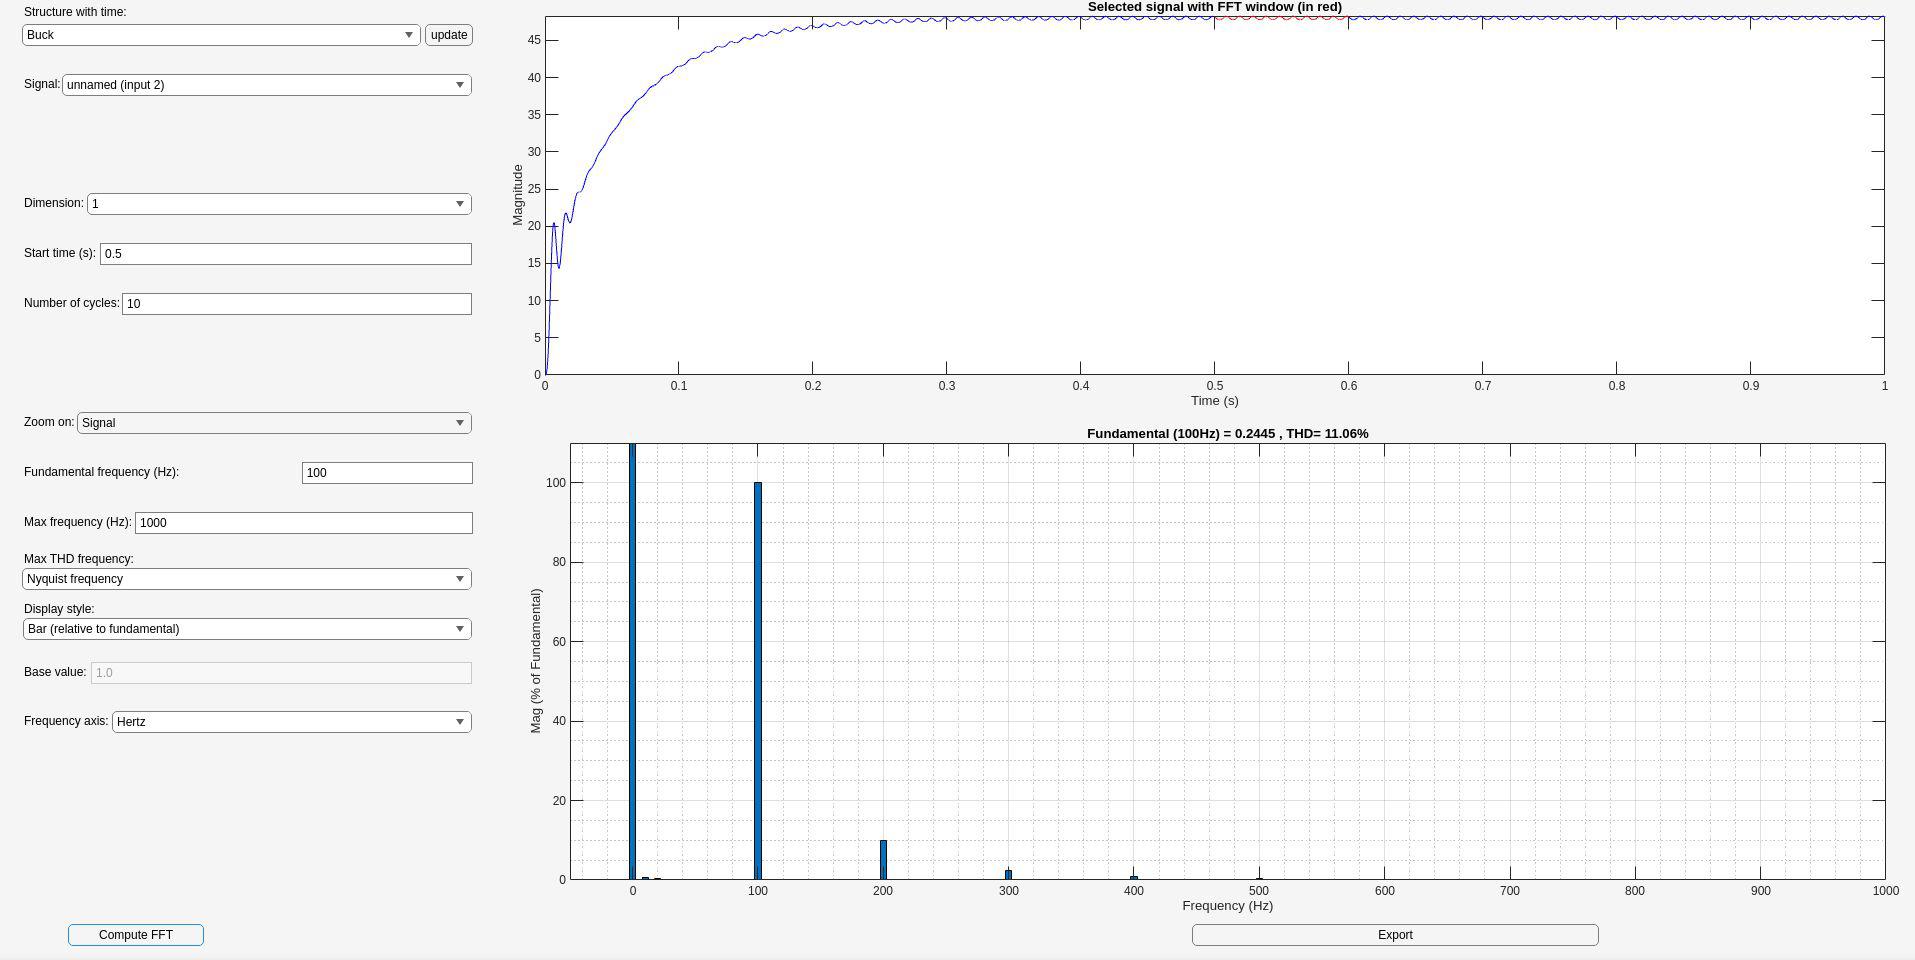 Structure with time:
Buck update
Signal: unnamed (input 2)
Dimension: 1
Start time (s): 0.5
Number of cycles: 10
Zoom on: Signal
Fundamental frequency (Hz): 100
Max frequency (Hz): 1000
Max THD frequency:
Nyquist frequency
Display style:
Bar (relative to fundamental)
Base value: 1.0
Frequency axis: Hertz
Compute FFT
Selected signal with FFT window (in red)
Magnitude
45
40
35
30
25
20
15
10
5
0
0 0.1 0.2 0.3 0.4 0.5 0.6 0.7 0.8 0.9 1
Time (s)
Fundamental (100Hz) = 0.2445 , THD= 11.06%
Mag (% of Fundamental)
100
80
60
40
20
0
0 100 200 300 400 500 600 700 800 900 1000
Frequency (Hz)
Export